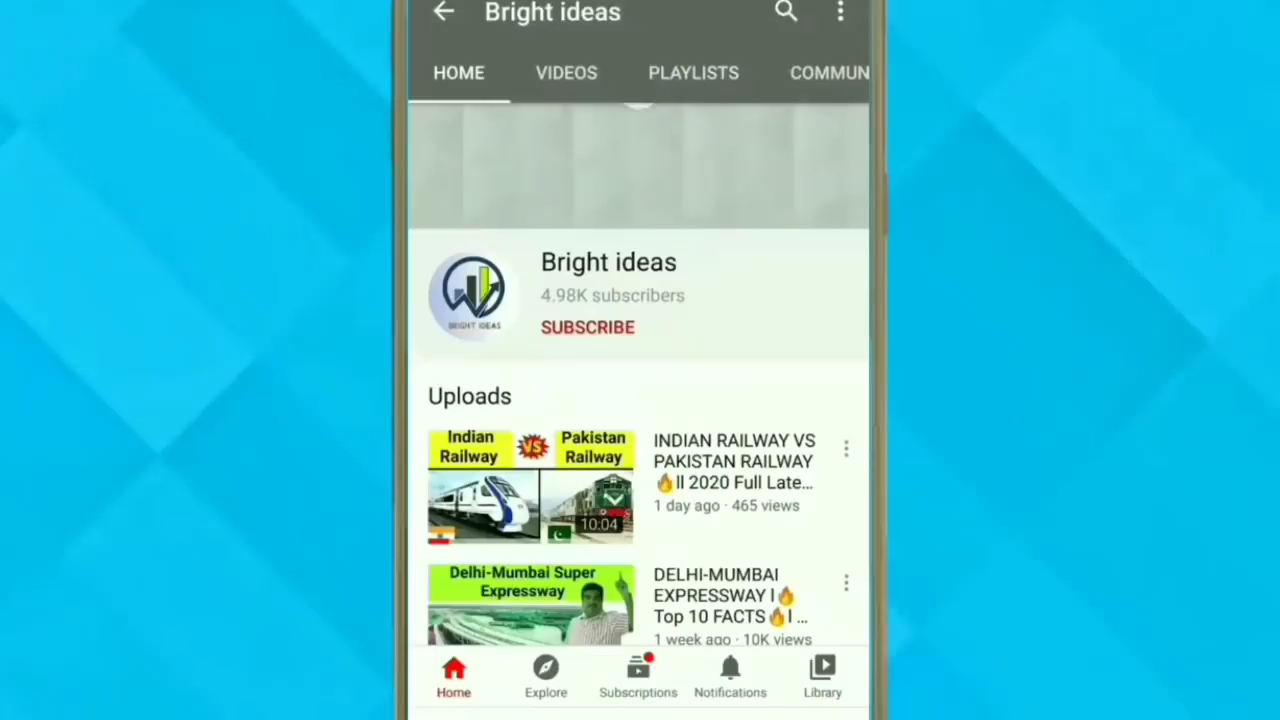 Bright ideas
HOME VIDEOS PLAYLISTS COMMUN
Bright ideas
4.98K subscribers
SUBSCRIBE
BRIGHT IDEAS
Uploads
Indian
Railway
VS
Pakistan
Railway
10:04
INDIAN RAILWAY VS
PAKISTAN RAILWAY
🔥ll 2020 Full Late...
1 day ago · 465 views
Delhi-Mumbai Super
Expressway
DELHI-MUMBAI
EXPRESSWAY l🔥
Top 10 FACTS🔥l ...
1 week ago · 10K views
Home Explore Subscriptions Notifications Library